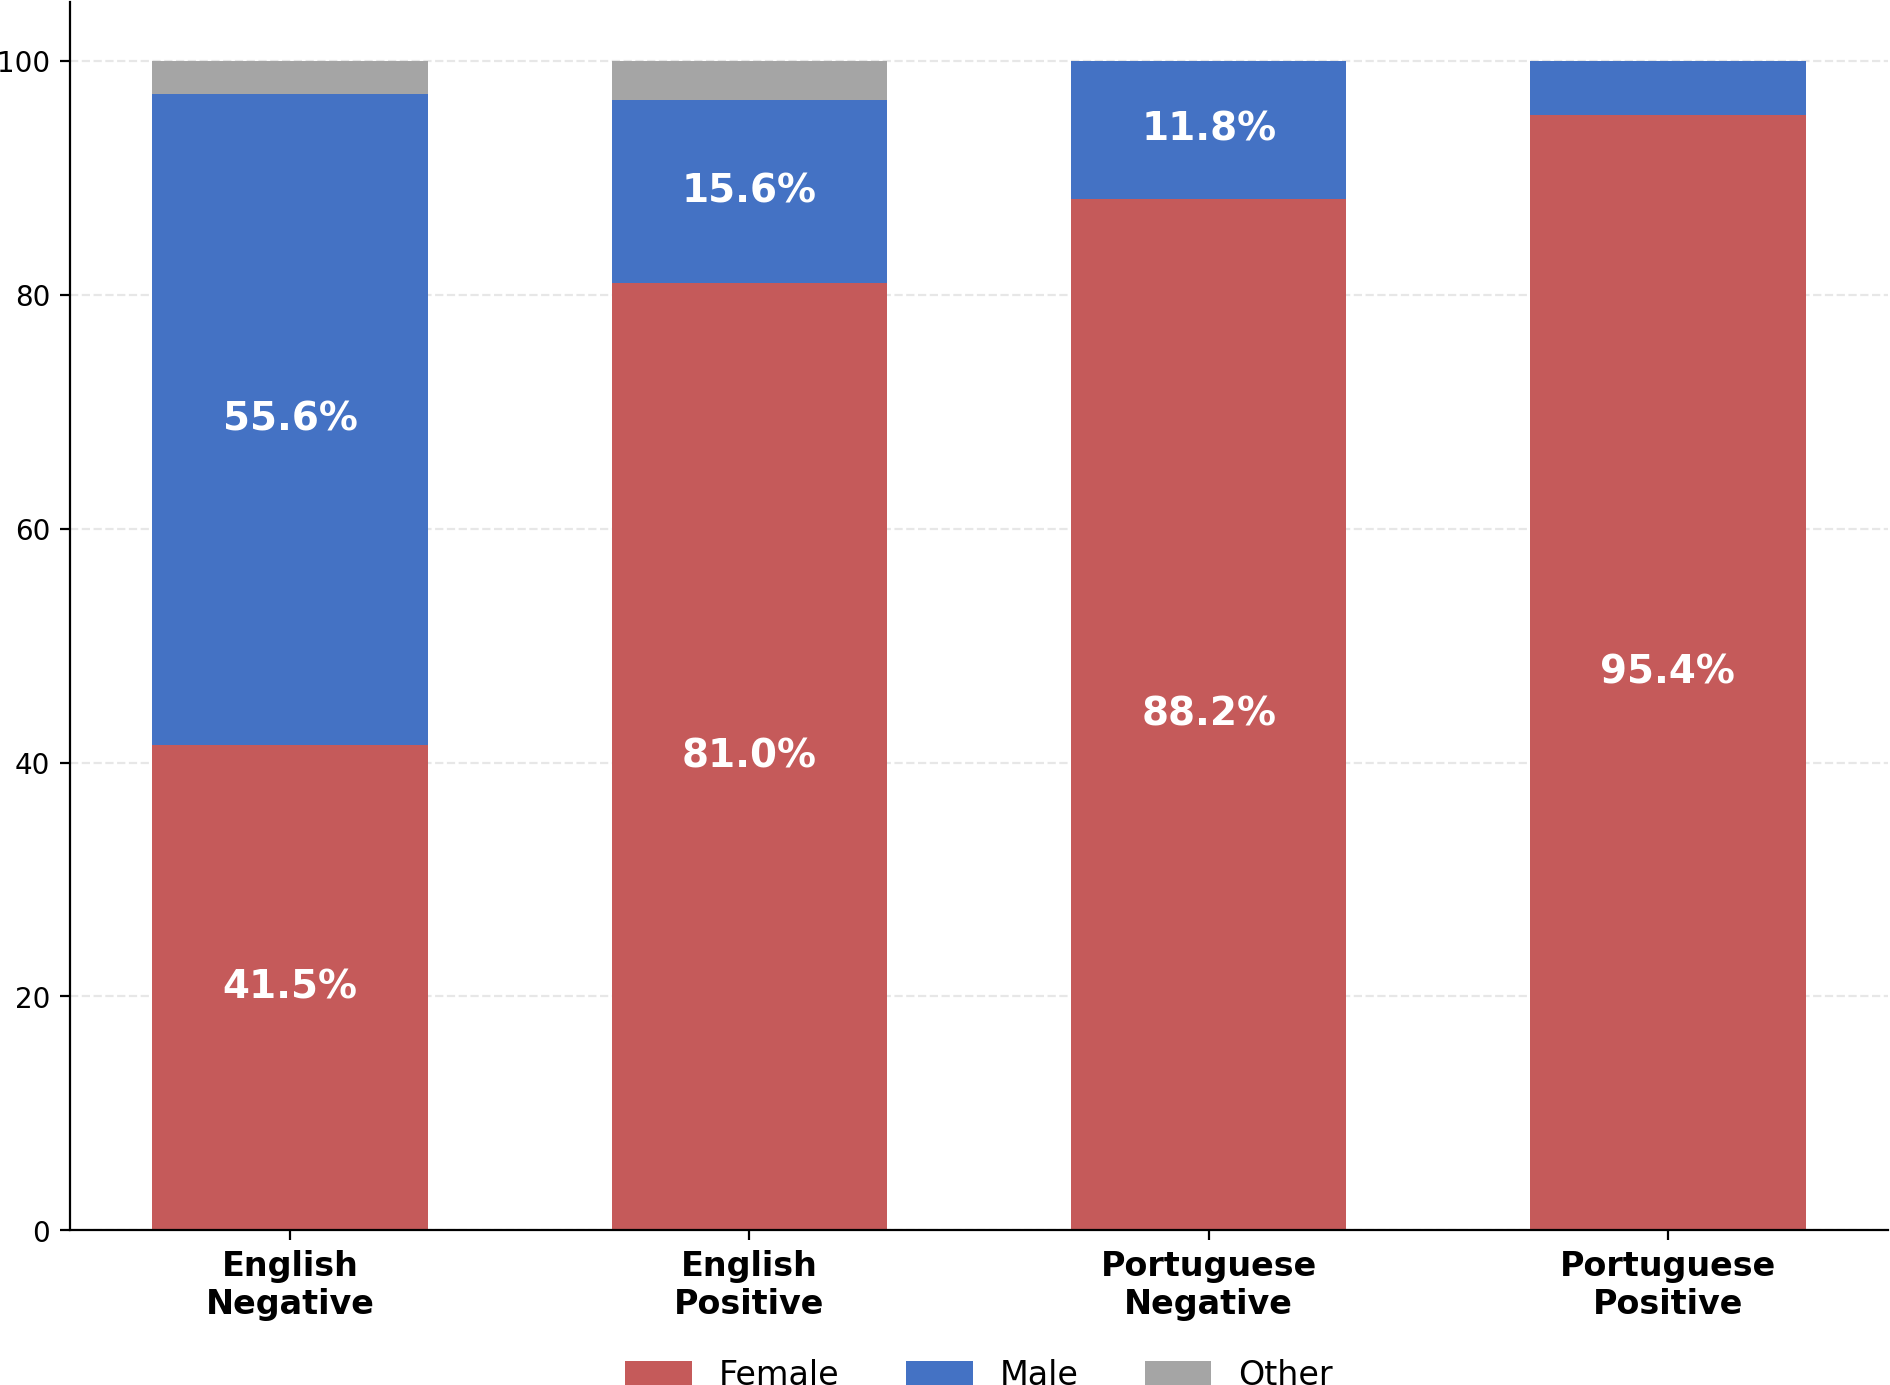 100
80
60
40
20
0
55.6%
41.5%
15.6%
81.0%
11.8%
88.2%
95.4%
English
Negative
English
Positive
Portuguese
Negative
Portuguese
Positive
Female
Male
Other